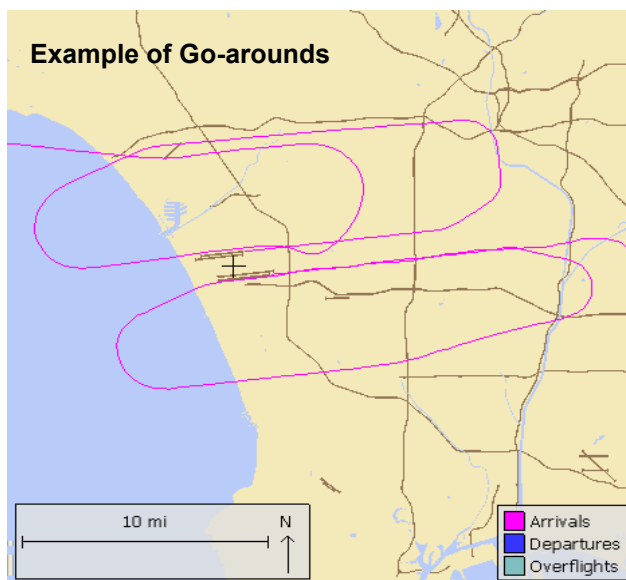 Example of Go-arounds
10 mi
N
Arrivals
Departures
Overflights